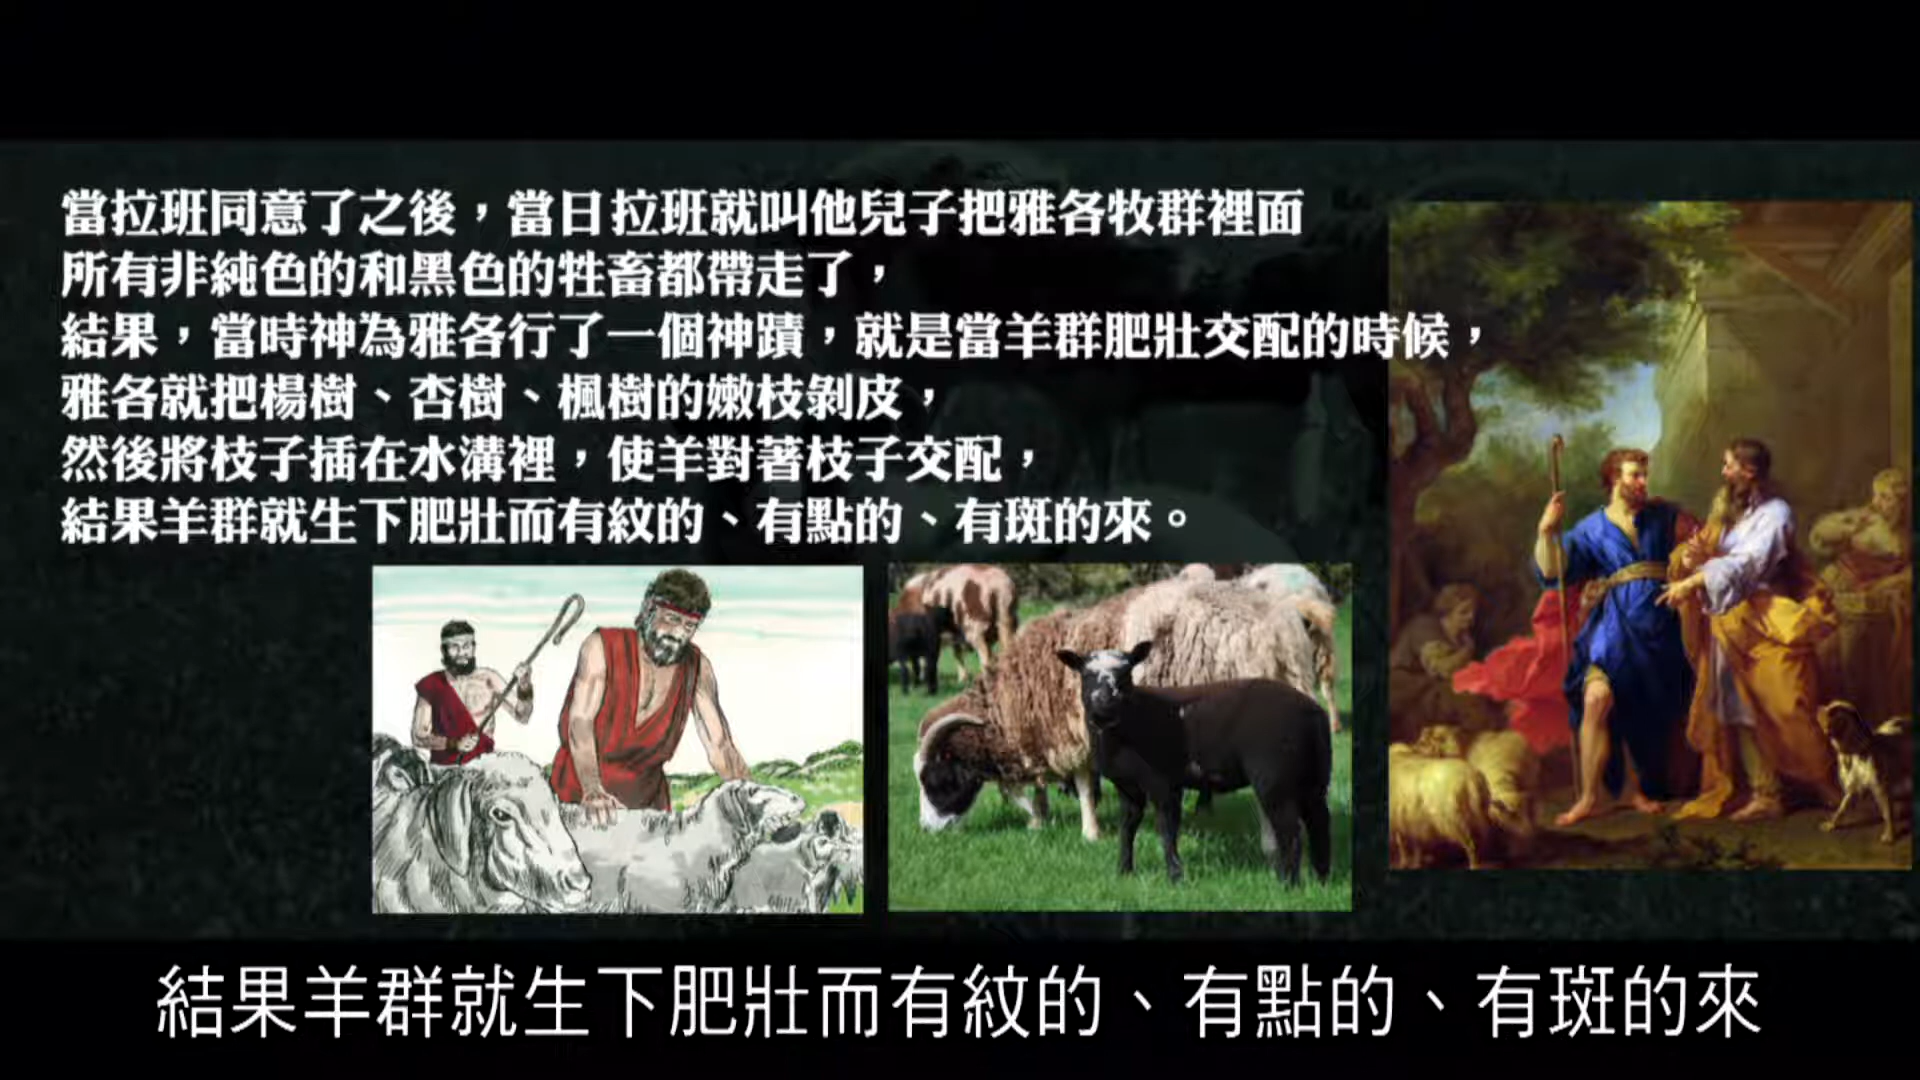 當拉班同意了之後，當日拉班就叫他兒子把雅各牧群裡面
所有非純色的和黑色的牲畜都帶走了，
結果，當時神為雅各行了一個神蹟，就是當羊群肥壯交配的時候，
雅各就把楊樹、杏樹、楓樹的嫩枝剝皮，
然後將枝子插在水溝裡，使羊對著枝子交配，
結果羊群就生下肥壯而有紋的、有點的、有斑的來。
結果羊群就生下肥壯而有紋的、有點的、有斑的來